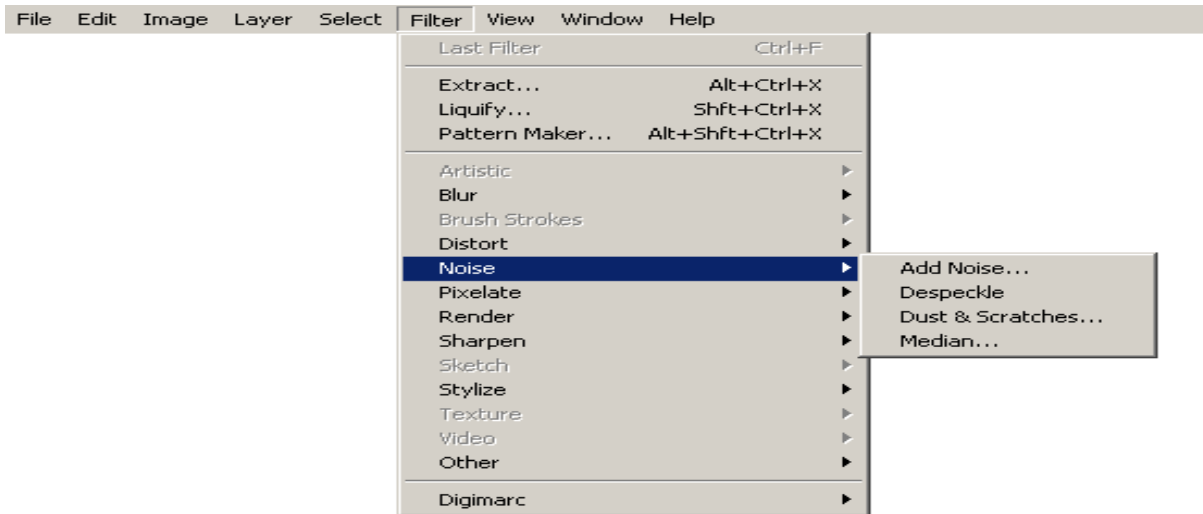 File Edit Image Layer Select Filter View Window Help
Last Filter Ctrl+F
Extract... Alt+Ctrl+X
Liquify... Shft+Ctrl+X
Pattern Maker... Alt+Shft+Ctrl+X
Artistic
Blur
Brush Strokes
Distort
Noise
Pixelate
Render
Sharpen
Sketch
Stylize
Texture
Video
Other
Digimarc
Add Noise...
Despeckle
Dust & Scratches...
Median...